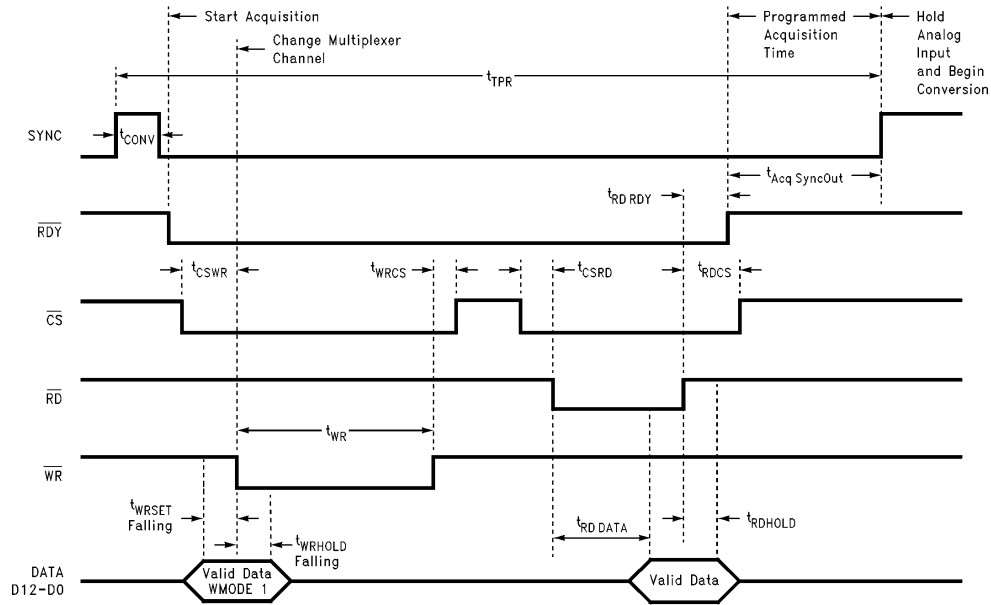 Start Acquisition
Change Multiplexer
Channel
Programmed
Acquisition
Time
Hold
Analog
Input
and Begin
Conversion
tTPR
SYNC
tCONV
tAcq SyncOut
tRD RDY
RDY
tCSWR
tWRCS
tCSRD
tRDCS
CS
RD
tWR
WR
tWRSET
Falling
tWRHOLD
Falling
tRD DATA
tRDHOLD
DATA
D12-D0
Valid Data
WMODE 1
Valid Data